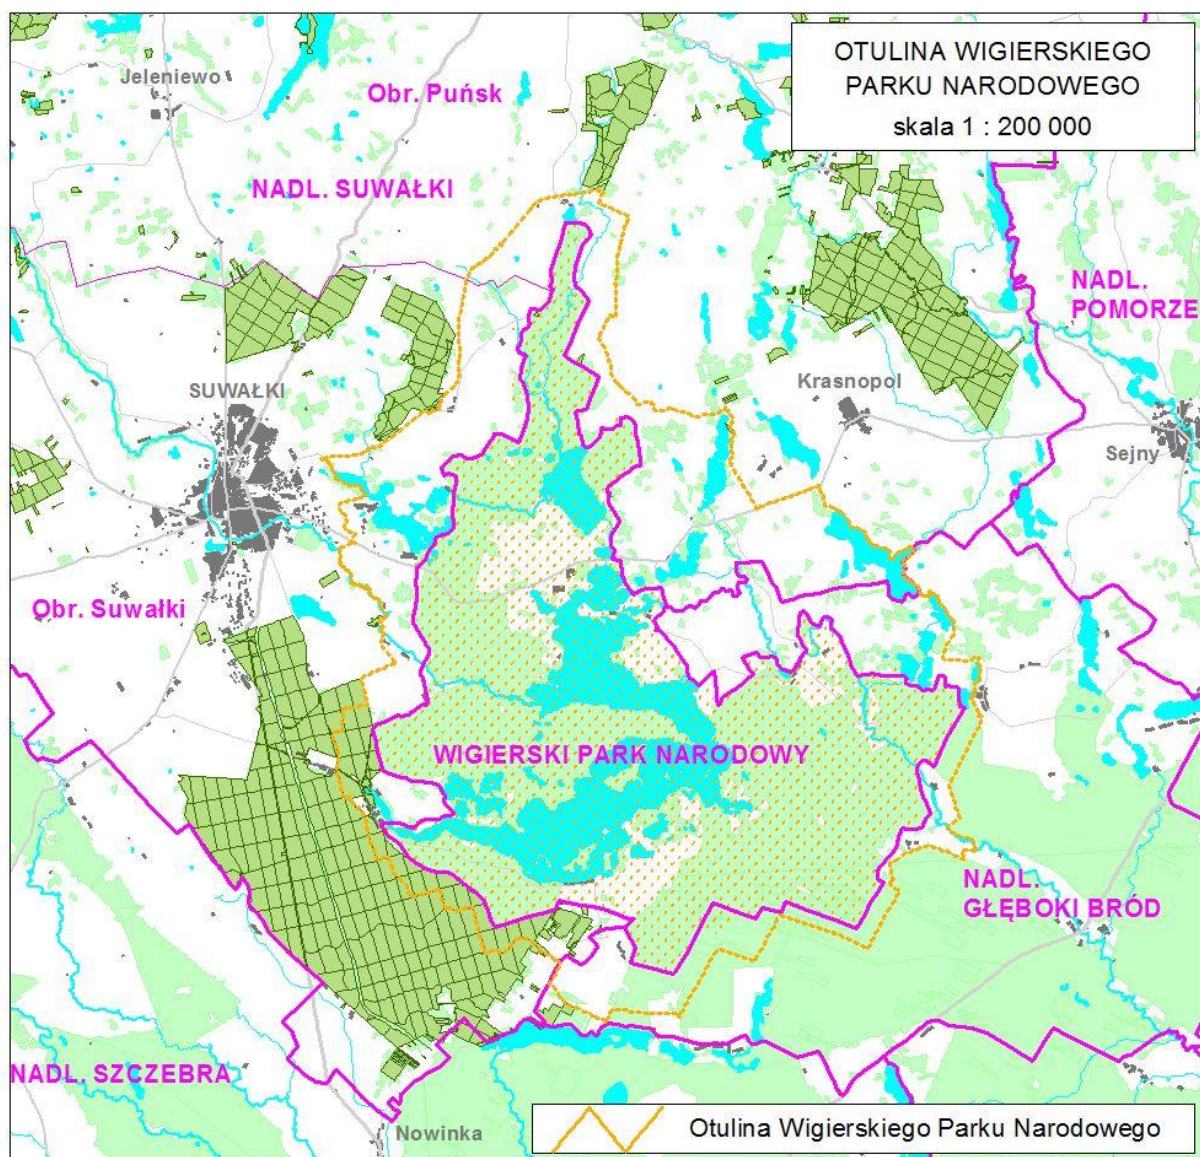 OTULINA WIGIERSKIEGO
PARKU NARODOWEGO
skala 1 : 200 000
Jeleniewo
Obr. Puńsk
NADL. SUWAŁKI
NADL.
POMORZE
SUWAŁKI
Krasnopol
Sejny
Obr. Suwałki
WIGIERSKI PARK NARODOWY
NADL.
GŁĘBOKI BRÓD
NADL. SZCZEBRA
Nowinka
Otulina Wigierskiego Parku Narodowego